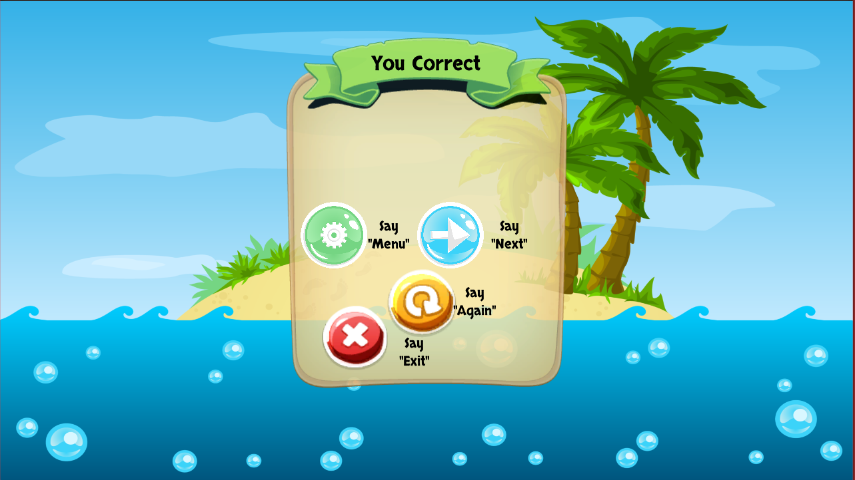 You Correct
Say
"Menu"
Say
"Next"
Say
"Again"
Say
"Exit"